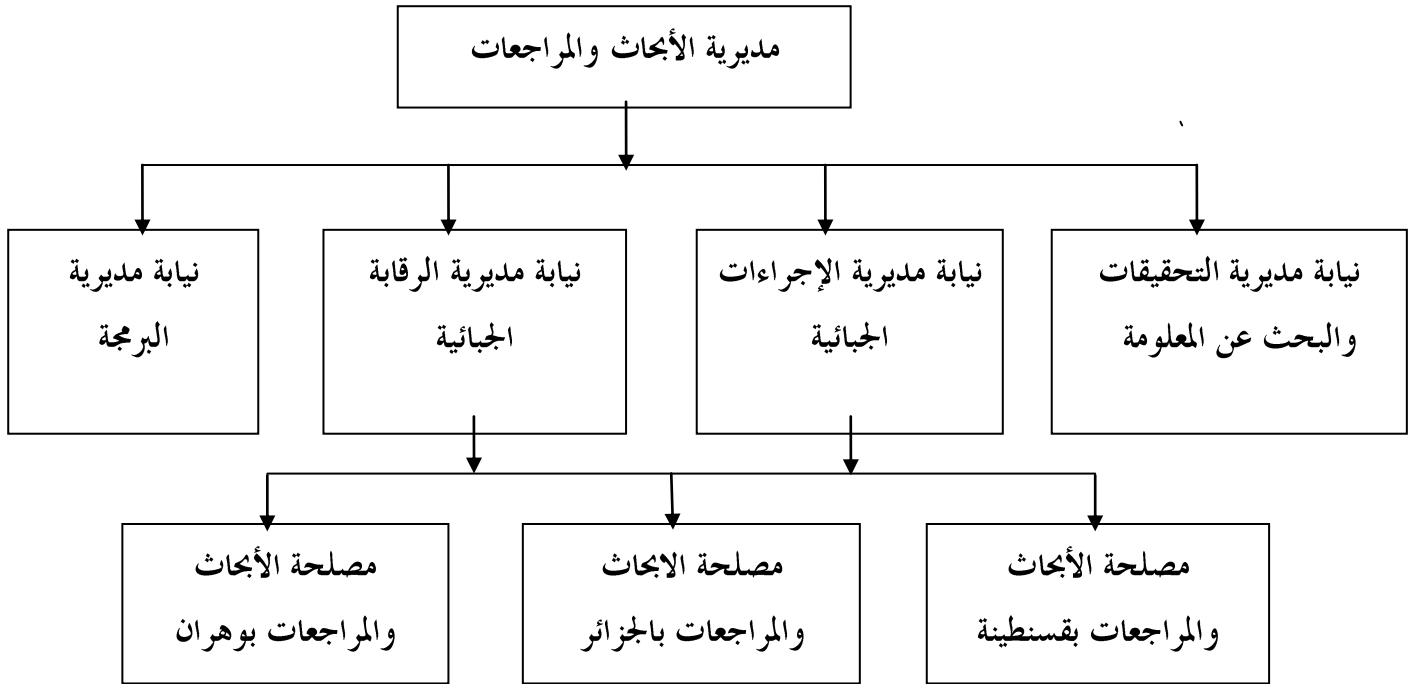 مديرية الأبحاث والمراجعات
نيابة مديرية التحقيقات
والبحث عن المعلومة
نيابة مديرية الإجراءات
الجبائية
نيابة مديرية الرقابة
الجبائية
نيابة مديرية
البرمجة
مصلحة الأبحاث
والمراجعات بقسنطينة
مصلحة الابحاث
والمراجعات بالجزائر
مصلحة الأبحاث
والمراجعات بوهران